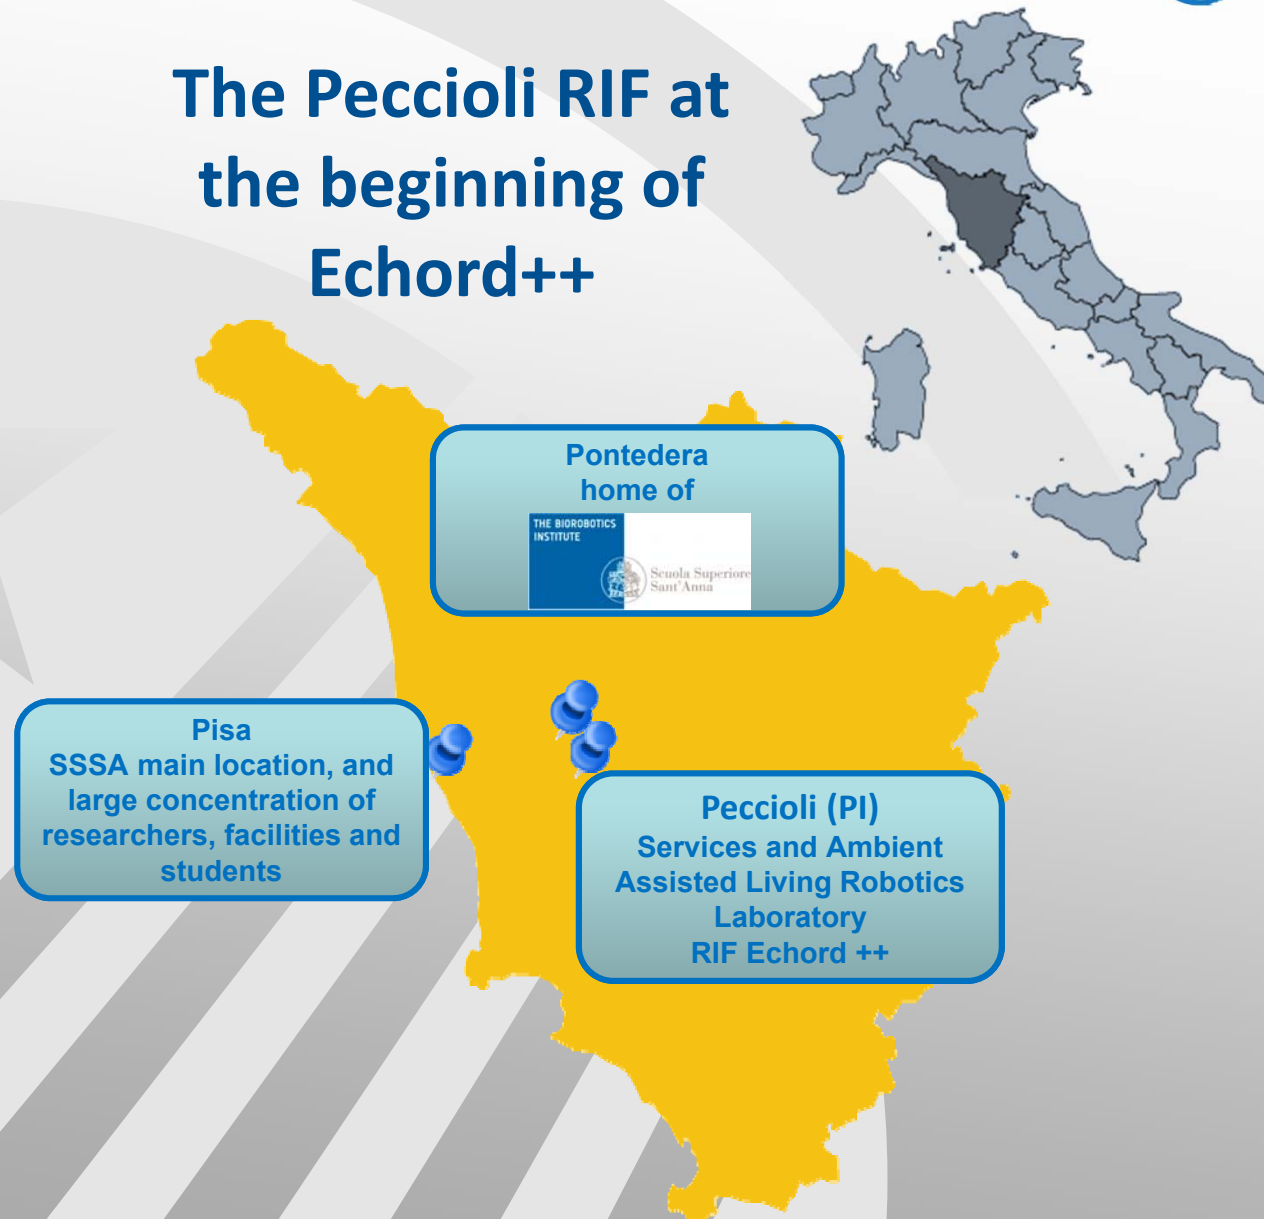 The Peccioli RIF at
the beginning of
Echord++
Pontedera
home of
THE BIOROBOTICS
INSTITUTE
Scuola Superiore
Sant'Anna
Pisa
SSSA main location, and
large concentration of
researchers, facilities and
students
Peccioli (PI)
Services and Ambient
Assisted Living Robotics
Laboratory
RIF Echord ++